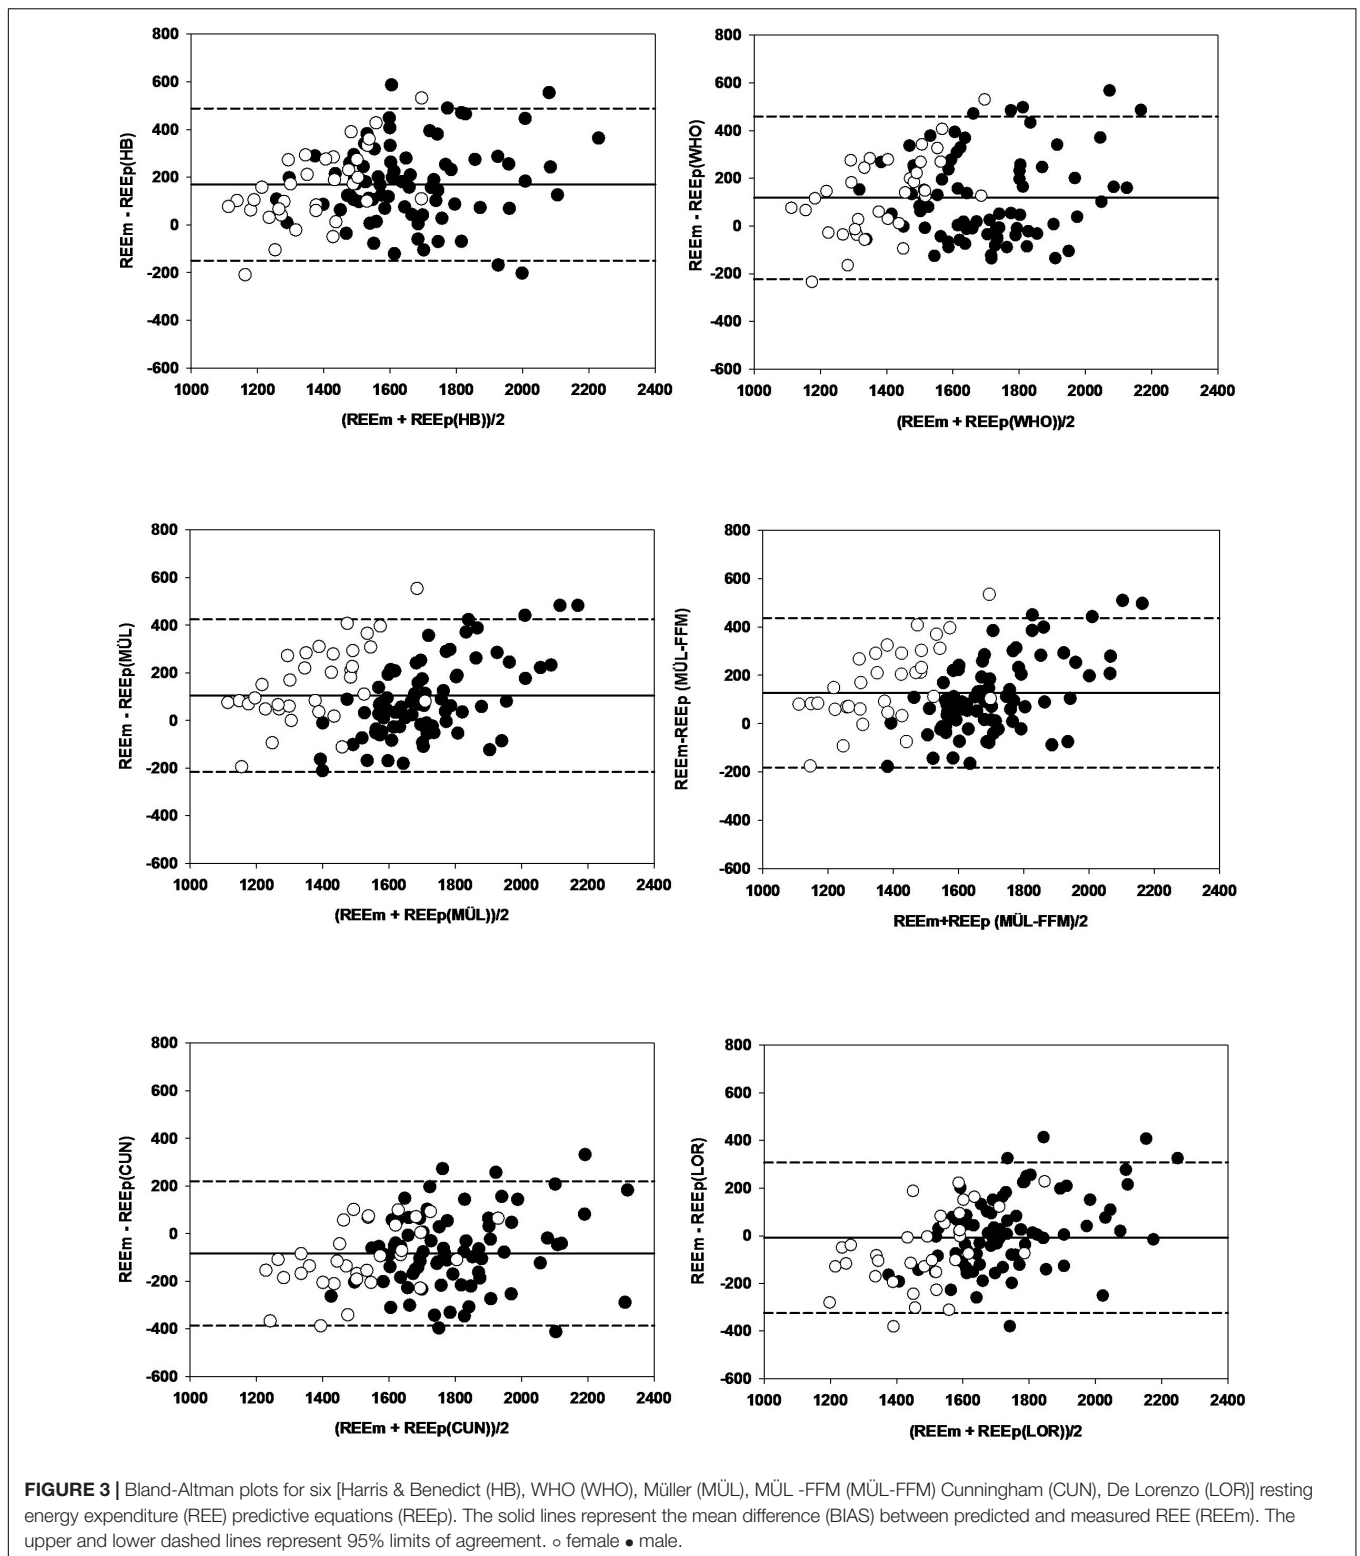 800
600
400
200
0
-200
-400
-600
REEm - REEp(HB)
1000 1200 1400 1600 1800 2000 2200 2400
(REEm + REEp(HB))/2
800
600
400
200
0
-200
-400
-600
REEm - REEp(WHO)
1000 1200 1400 1600 1800 2000 2200 2400
(REEm + REEp(WHO))/2
800
600
400
200
0
-200
-400
-600
REEm - REEp(MÜL)
1000 1200 1400 1600 1800 2000 2200 2400
(REEm + REEp(MÜL))/2
800
600
400
200
0
-200
-400
-600
REEm-REEp (MÜL-FFM)
1000 1200 1400 1600 1800 2000 2200 2400
REEm+REEp (MÜL-FFM)/2
800
600
400
200
0
-200
-400
-600
REEm - REEp(CUN)
1000 1200 1400 1600 1800 2000 2200 2400
(REEm + REEp(CUN))/2
800
600
400
200
0
-200
-400
-600
REEm - REEp(LOR)
1000 1200 1400 1600 1800 2000 2200 2400
(REEm + REEp(LOR))/2
FIGURE 3 | Bland-Altman plots for six [Harris & Benedict (HB), WHO (WHO), Müller (MÜL), MÜL -FFM (MÜL-FFM) Cunningham (CUN), De Lorenzo (LOR)] resting
energy expenditure (REE) predictive equations (REEp). The solid lines represent the mean difference (BIAS) between predicted and measured REE (REEm). The
upper and lower dashed lines represent 95% limits of agreement. ○ female ● male.